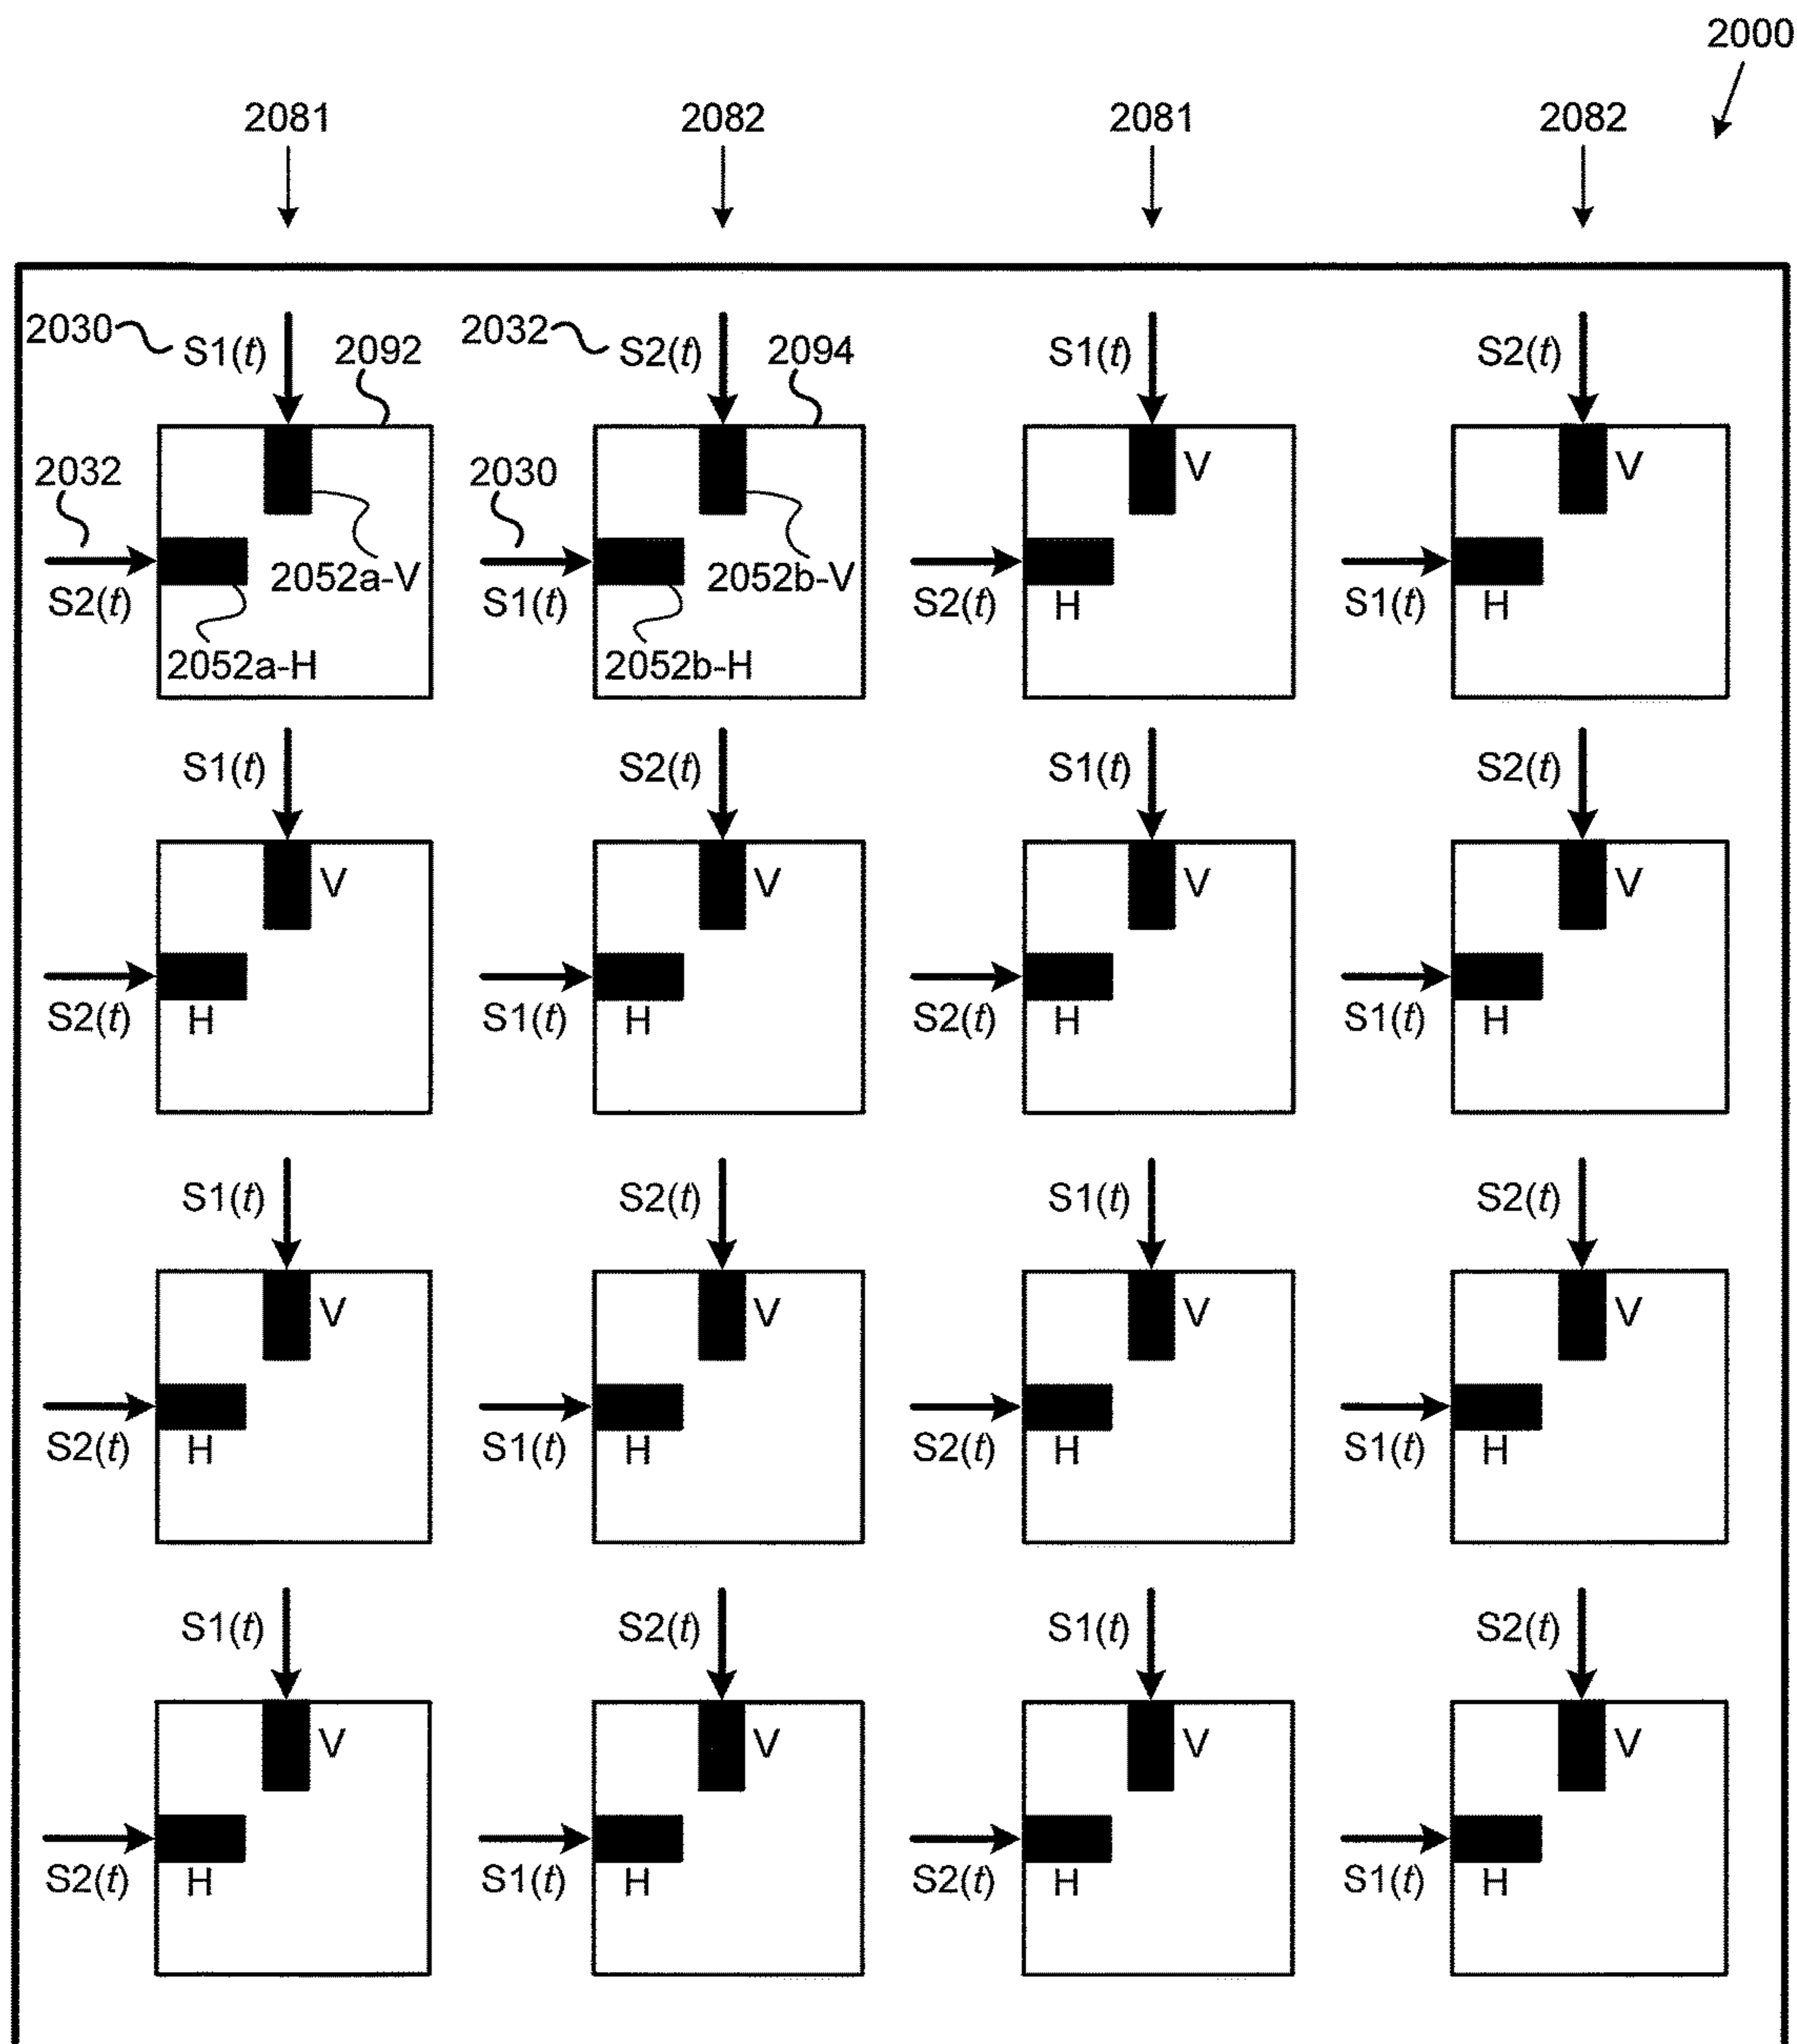 2000
2081 2082 2081 2082
2030 S1(t) 2092 2032 S2(t) 2094 S1(t) S2(t)
2032 2030 V V
S2(t) 2052a-V S1(t) 2052b-V S2(t) H S1(t) H
2052a-H 2052b-H
S1(t) S2(t) S1(t) S2(t)
V V V V
S2(t) H S1(t) H S2(t) H S1(t) H
S1(t) S2(t) S1(t) S2(t)
V V V V
S2(t) H S1(t) H S2(t) H S1(t) H
S1(t) S2(t) S1(t) S2(t)
V V V V
S2(t) H S1(t) H S2(t) H S1(t) H